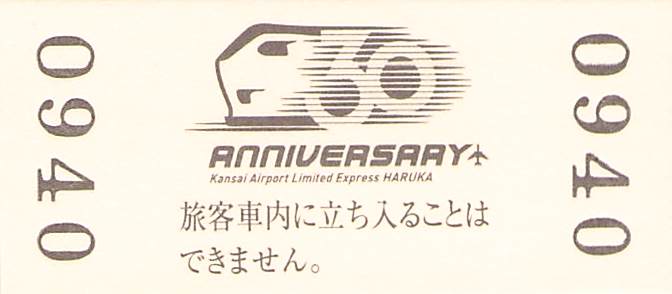 0940
ANNIVERSARY
Kansai Airport Limited Express HARUKA
旅客車内に立ち入ることは
できません。
0940